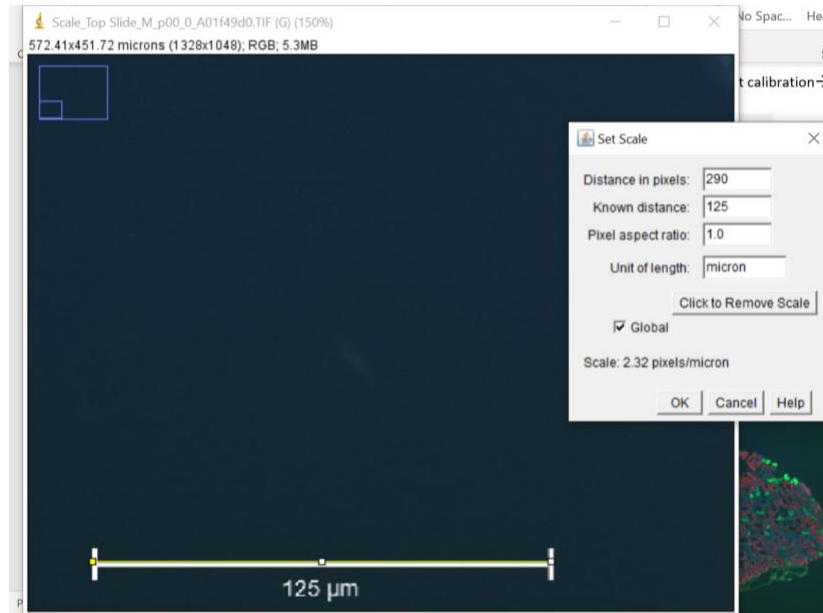 Scale_Top Slide_M_p00_0_A01f49d0.TIF (G) (150%)
No Spac...
572.41x451.72 microns (1328x1048); RGB; 5.3MB
t calibration→
Set Scale
Distance in pixels: 290
Known distance: 125
Pixel aspect ratio: 1.0
Unit of length: micron
Click to Remove Scale
Global
Scale: 2.32 pixels/micron
OK Cancel Help
125 μm